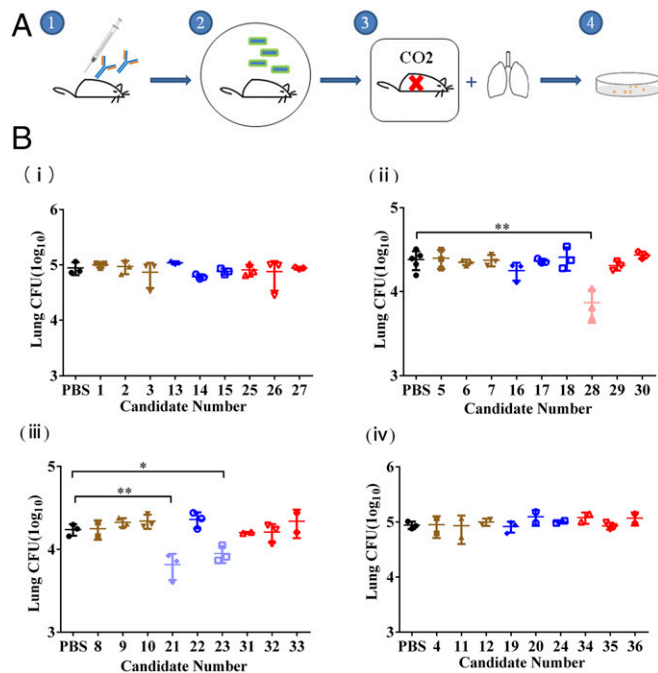 A
1 2 3 4
CO2
+
B
(i)
Lung CFU(log10)
6
5
4
3
PBS 1 2 3 13 14 15 25 26 27
Candidate Number
(ii)
Lung CFU(log10)
5
4
3
**
PBS 5 6 7 16 17 18 28 29 30
Candidate Number
(iii)
Lung CFU(log10)
6
5
4
3
*
**
PBS 8 9 10 21 22 23 31 32 33
Candidate Number
(iv)
Lung CFU(log10)
6
5
4
3
PBS 4 11 12 19 20 24 34 35 36
Candidate Number